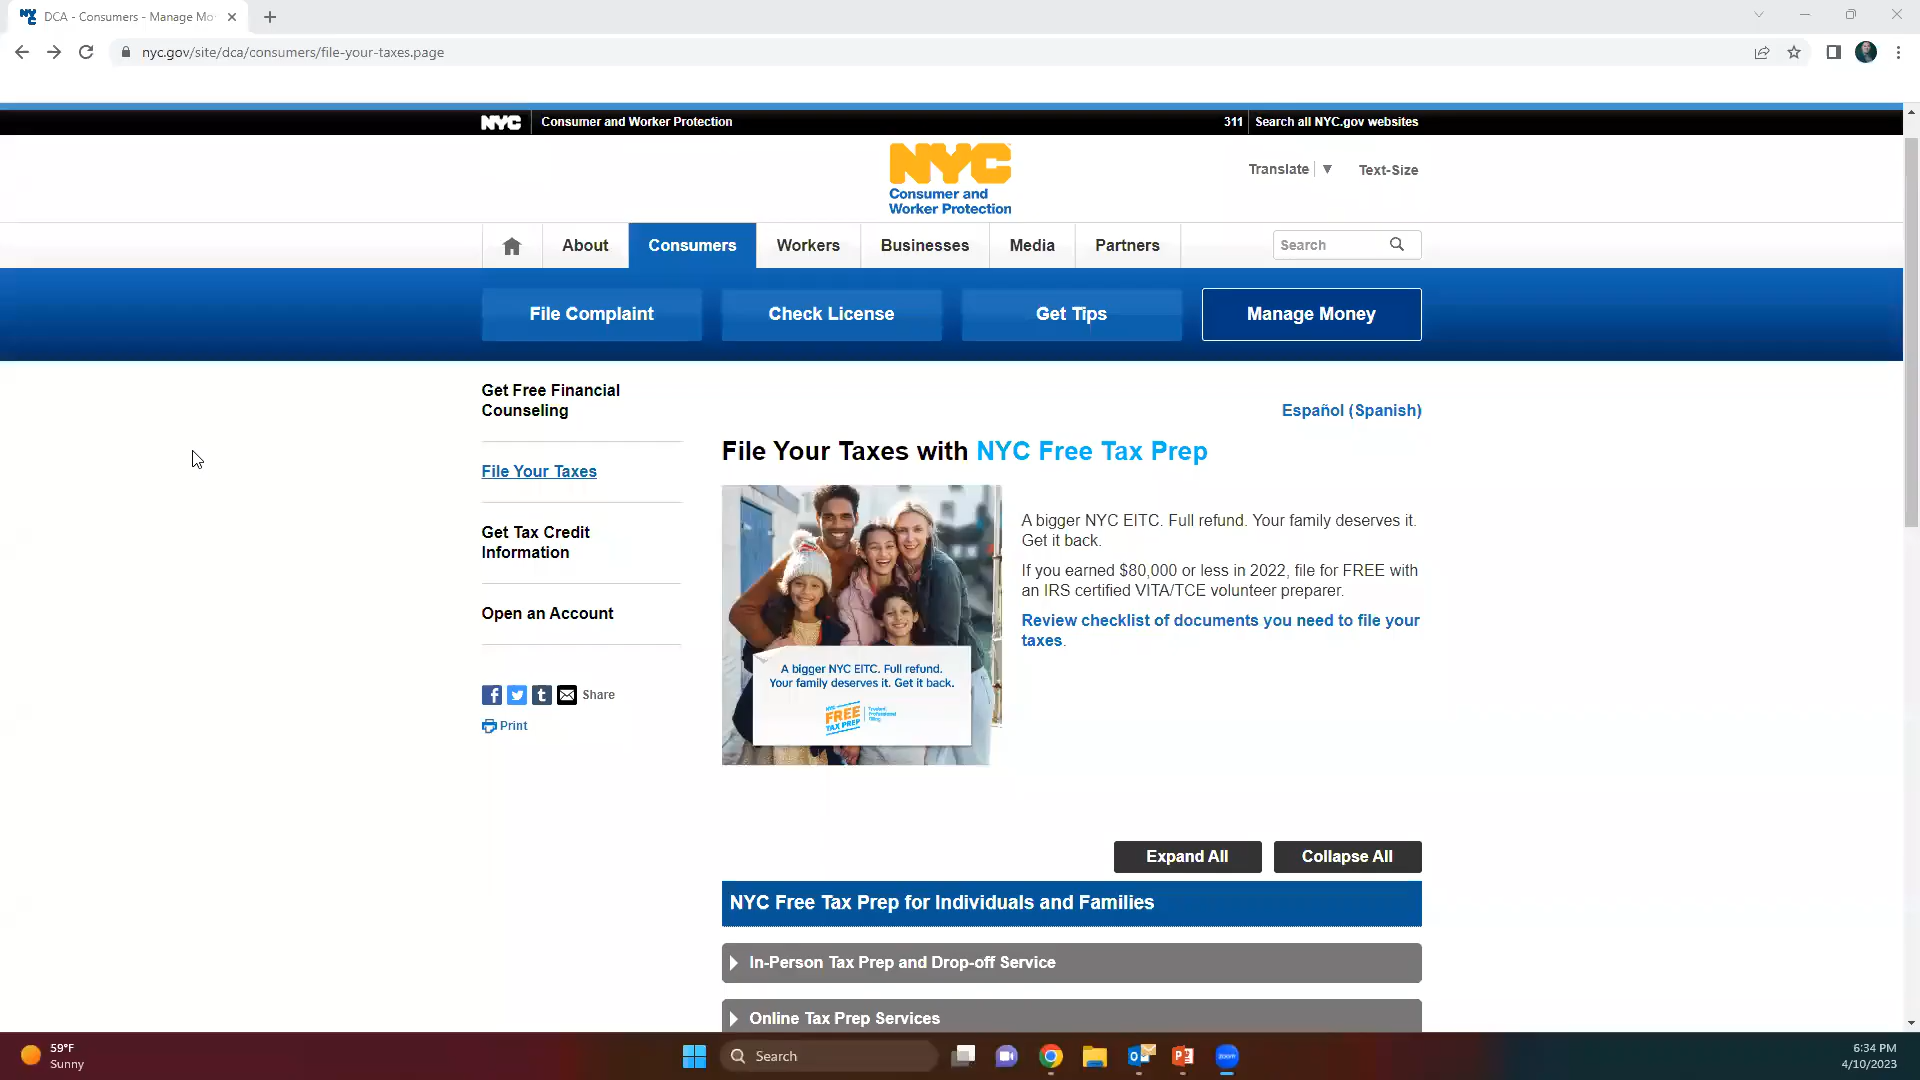 DCA - Consumers - Manage Mo
nyc.gov/site/dca/consumers/file-your-taxes.page
NYC
Consumer and Worker Protection
311
Search all NYC.gov websites
NYC
Consumer and
Worker Protection
Translate ▼
Text-Size
About
Consumers
Workers
Businesses
Media
Partners
Search
File Complaint
Check License
Get Tips
Manage Money
Get Free Financial
Counseling
File Your Taxes
Get Tax Credit
Information
Open an Account
Share
Print
Español (Spanish)
File Your Taxes with NYC Free Tax Prep
A bigger NYC EITC. Full refund.
Your family deserves it. Get it back.
NYC
FREE
TAX PREP
A bigger NYC EITC. Full refund. Your family deserves it.
Get it back.
If you earned $80,000 or less in 2022, file for FREE with
an IRS certified VITA/TCE volunteer preparer.
Review checklist of documents you need to file your
taxes.
Expand All
Collapse All
NYC Free Tax Prep for Individuals and Families
In-Person Tax Prep and Drop-off Service
Online Tax Prep Services
59°F
Sunny
Search
zoom
6:34 PM
4/10/2023